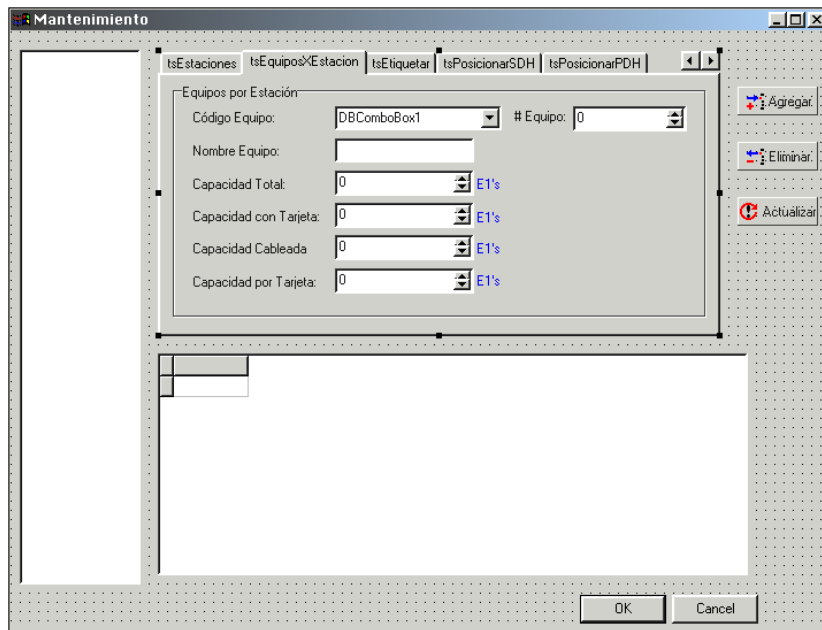 Mantenimiento
tsEstaciones tsEquiposXEstacion tsEtiquetar tsPosicionarSDH tsPosicionarPDH
Equipos por Estación
Código Equipo: DBComboBox1 # Equipo: 0
Nombre Equipo:
Capacidad Total: 0 E1's
Capacidad con Tarjeta: 0 E1's
Capacidad Cableada 0 E1's
Capacidad por Tarjeta: 0 E1's
Agregar.
Eliminar.
Actualizar
OK Cancel